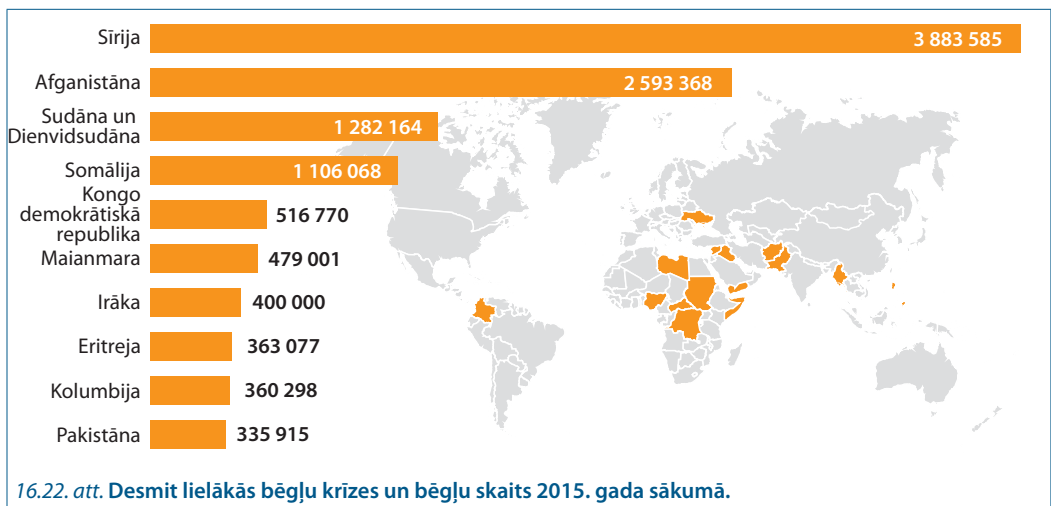 Sīrija
3 883 585
Afganistāna
2 593 368
Sudāna un
Dienvidsudāna
1 282 164
Somālija
1 106 068
Kongo
demokrātiskā
republika
516 770
Maianmara
479 001
Irāka
400 000
Eritreja
363 077
Kolumbija
360 298
Pakistāna
335 915
16.22. att. Desmit lielākās bēgļu krīzes un bēgļu skaits 2015. gada sākumā.